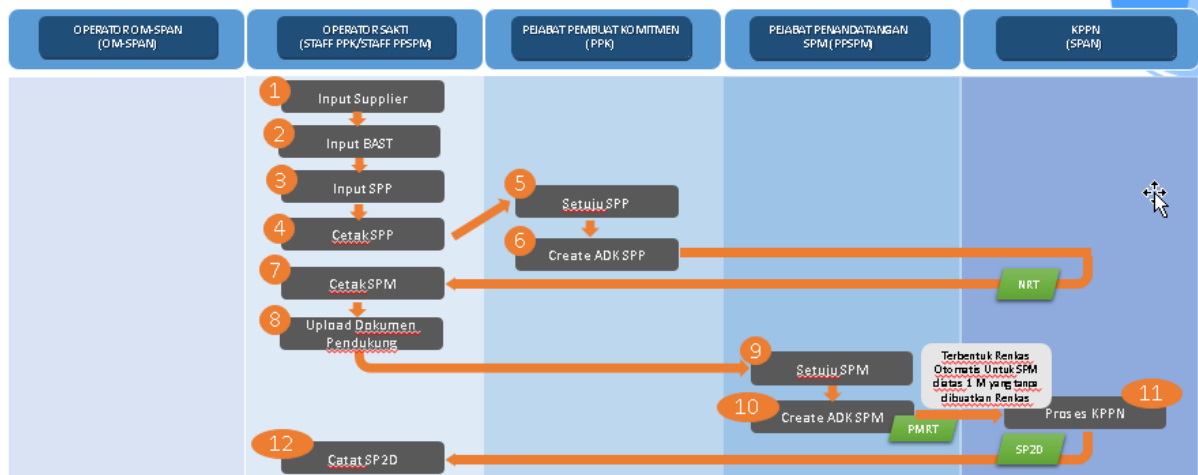 OPERATOR OM-SPAN
(OM-SPAN)
OPERATOR SAKTI
(STAFF PPK/STAFF PPSPM)
PEJABAT PEMBUAT KOMITMEN
(PPK)
PEJABAT PENANDATANGAN
SPM (PPSPM)
KPPN
(SPAN)
1
Input Supplier
2
Input BAST
3
Input SPP
4
Cetak SPP
5
Setuju SPP
6
Create ADK SPP
NRT
7
Cetak SPM
8
Upload Dokumen
Pendukung
9
Setuju SPM
10
Create ADK SPM
PMRT
Terbentuk Renkas
Otomatis Untuk SPM
diatas 1 M yang tanpa
dibuatkan Renkas
11
Proses KPPN
SP2D
12
Catat SP2D